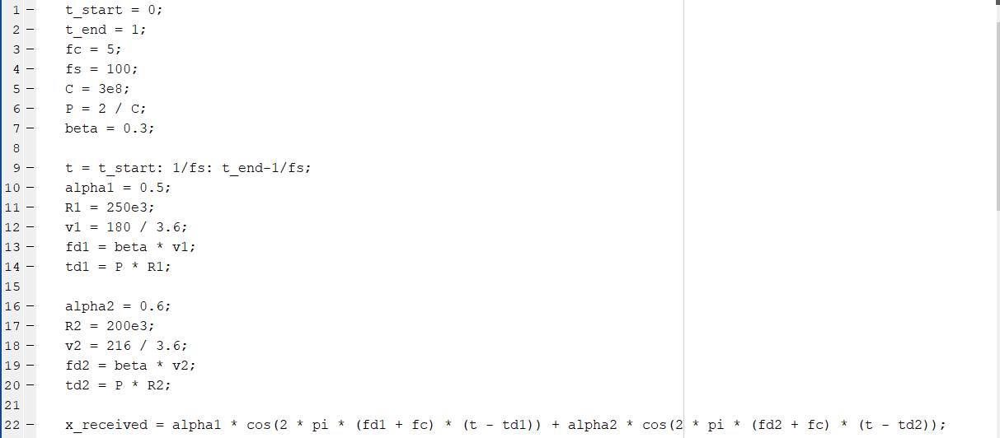 1 – t_start = 0;
2 – t_end = 1;
3 – fc = 5;
4 – fs = 100;
5 – C = 3e8;
6 – P = 2 / C;
7 – beta = 0.3;
8
9 – t = t_start: 1/fs: t_end-1/fs;
10 – alpha1 = 0.5;
11 – R1 = 250e3;
12 – v1 = 180 / 3.6;
13 – fd1 = beta * v1;
14 – td1 = P * R1;
15
16 – alpha2 = 0.6;
17 – R2 = 200e3;
18 – v2 = 216 / 3.6;
19 – fd2 = beta * v2;
20 – td2 = P * R2;
21
22 – x_received = alpha1 * cos(2 * pi * (fd1 + fc) * (t - td1)) + alpha2 * cos(2 * pi * (fd2 + fc) * (t - td2));